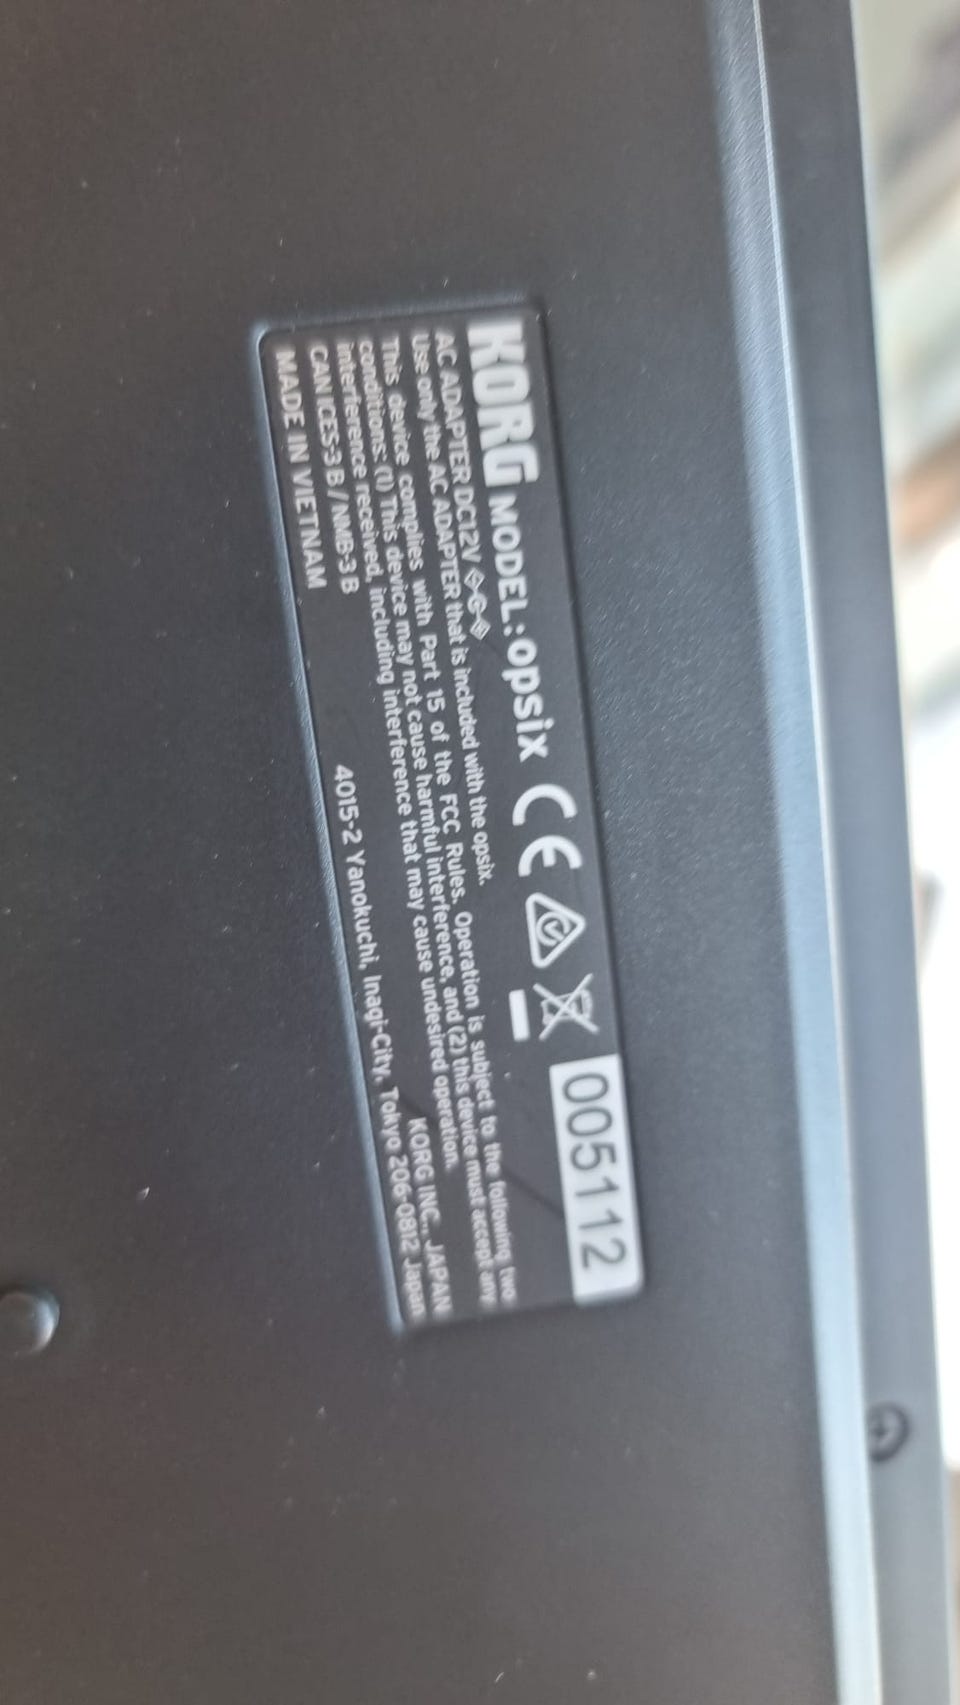 KORG MODEL: opsix CE 005112
AC ADAPTER DC12V
Use only the AC ADAPTER that is included with the opsix.
This device complies with Part 15 of the FCC Rules. Operation is subject to the following two
conditions: (1) This device may not cause harmful interference, and (2) this device must accept any
interference received, including interference that may cause undesired operation.
CAN ICES-3 B / NMB-3 B
KORG INC., JAPAN
MADE IN VIETNAM
4015-2 Yanokuchi, Inagi-City, Tokyo 206-0812 Japan